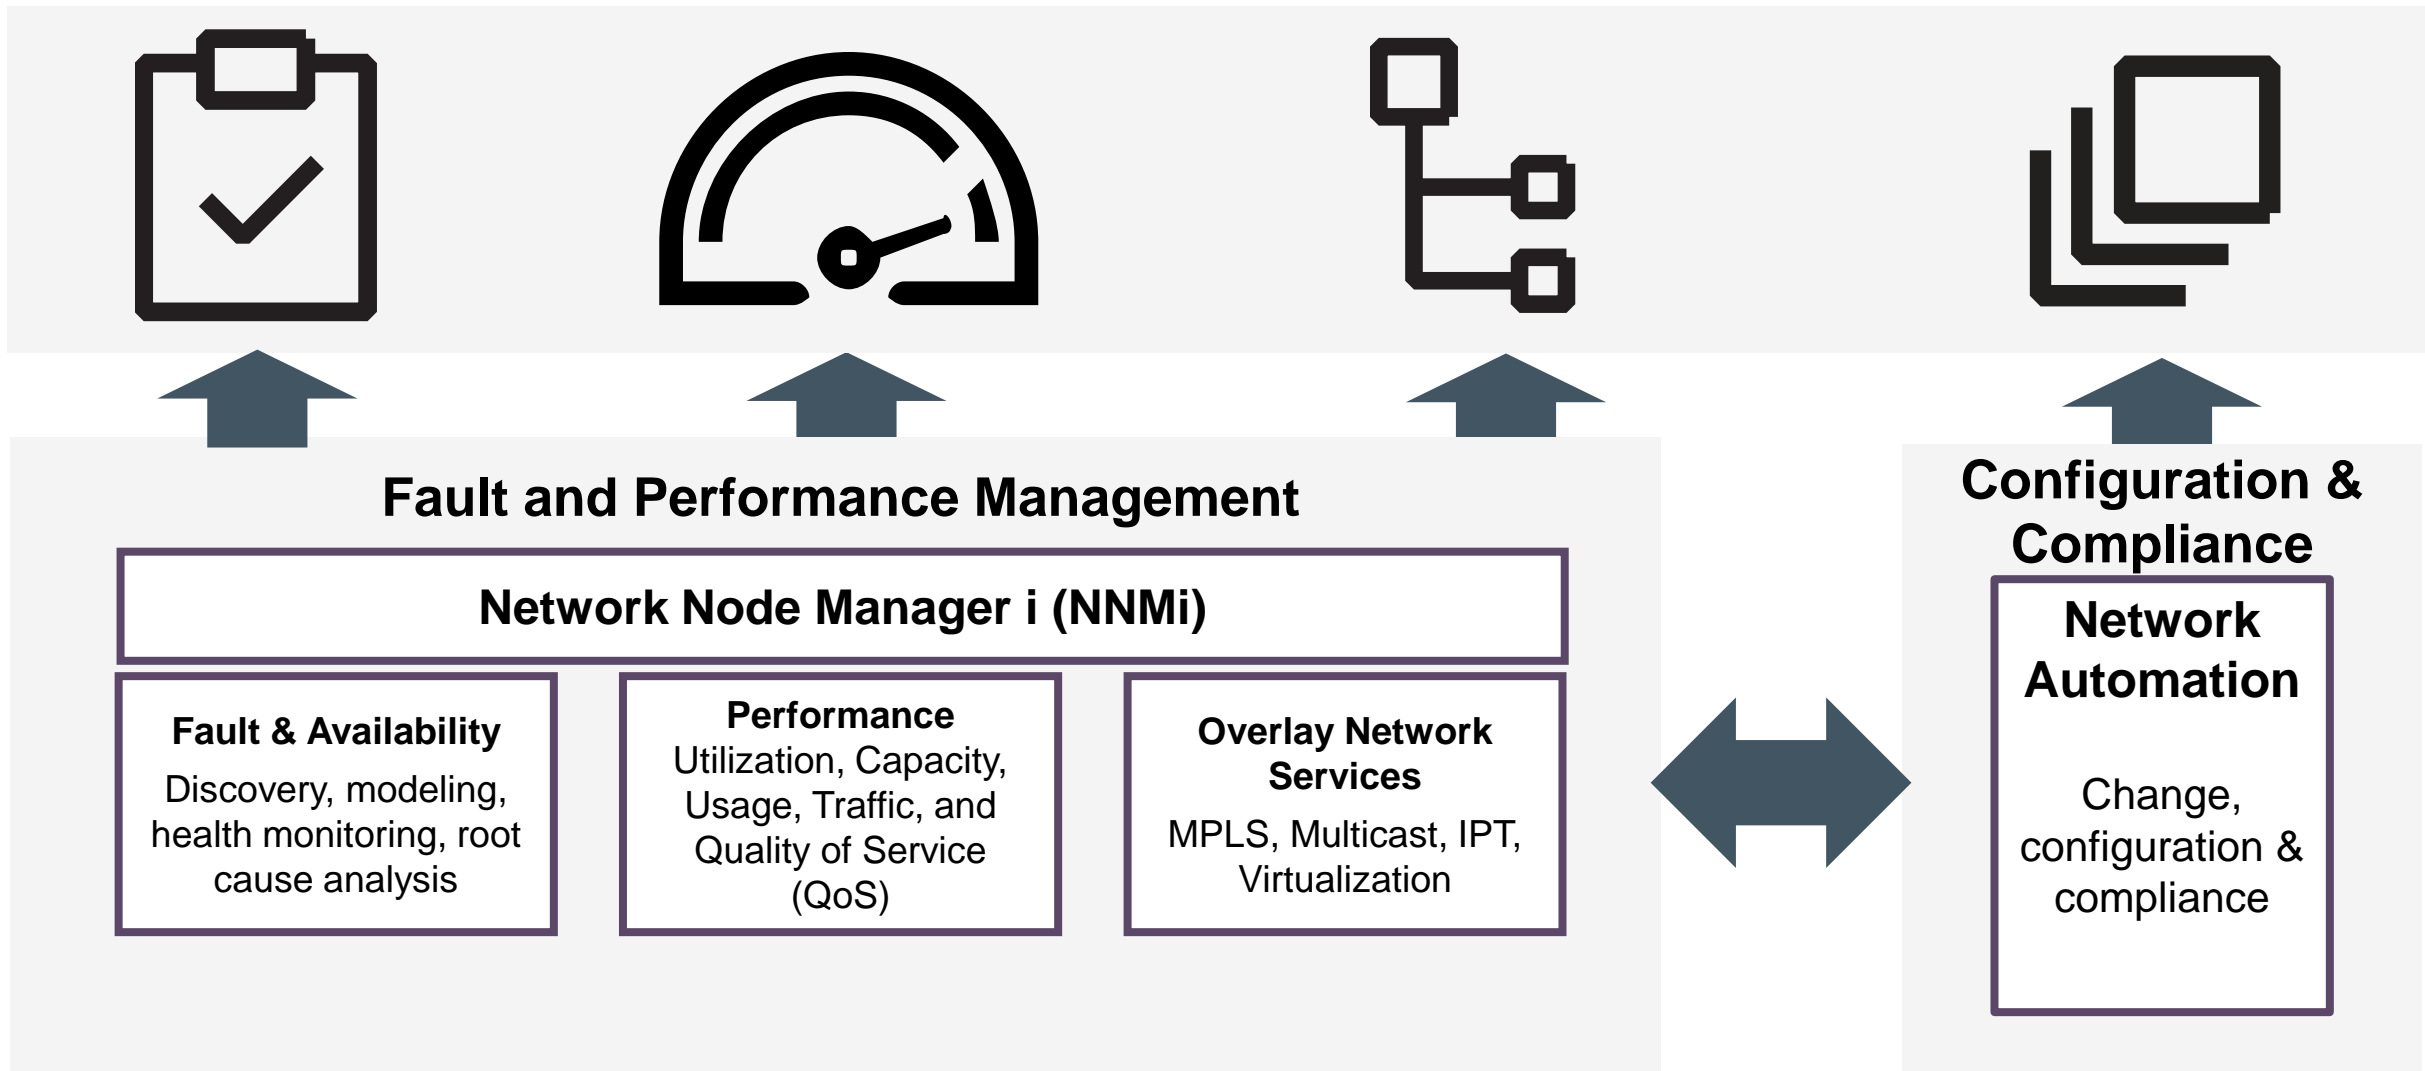 Fault and Performance Management
Network Node Manager i (NNMi)
Fault & Availability
Discovery, modeling,
health monitoring, root
cause analysis
Performance
Utilization, Capacity,
Usage, Traffic, and
Quality of Service
(QoS)
Overlay Network
Services
MPLS, Multicast, IPT,
Virtualization
Configuration &
Compliance
Network
Automation
Change,
configuration &
compliance